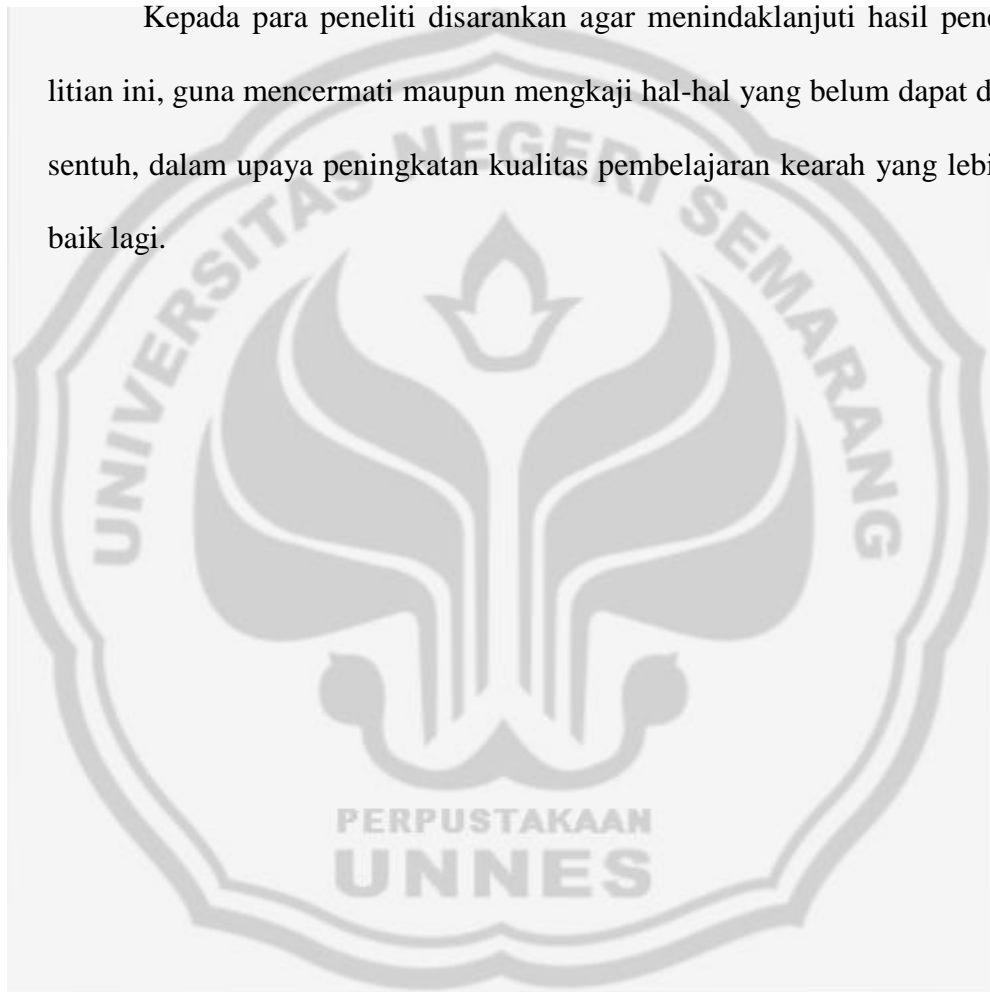 Kepada para peneliti disarankan agar menindaklanjuti hasil pene
litian ini, guna mencermati maupun mengkaji hal-hal yang belum dapat d
sentuh, dalam upaya peningkatan kualitas pembelajaran kearah yang lebi
baik lagi.
UNIVERSITAS NEGERI SEMARANG
PERPUSTAKAAN
UNNES